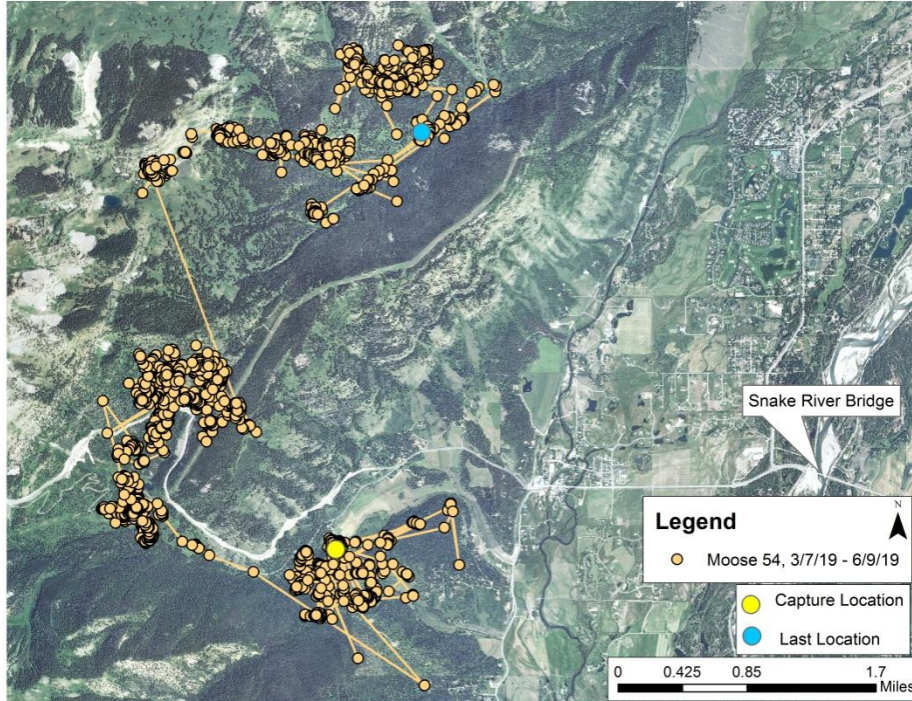 Snake River Bridge
N
Legend
Moose 54, 3/7/19 - 6/9/19
Capture Location
Last Location
0 0.425 0.85 1.7
Miles